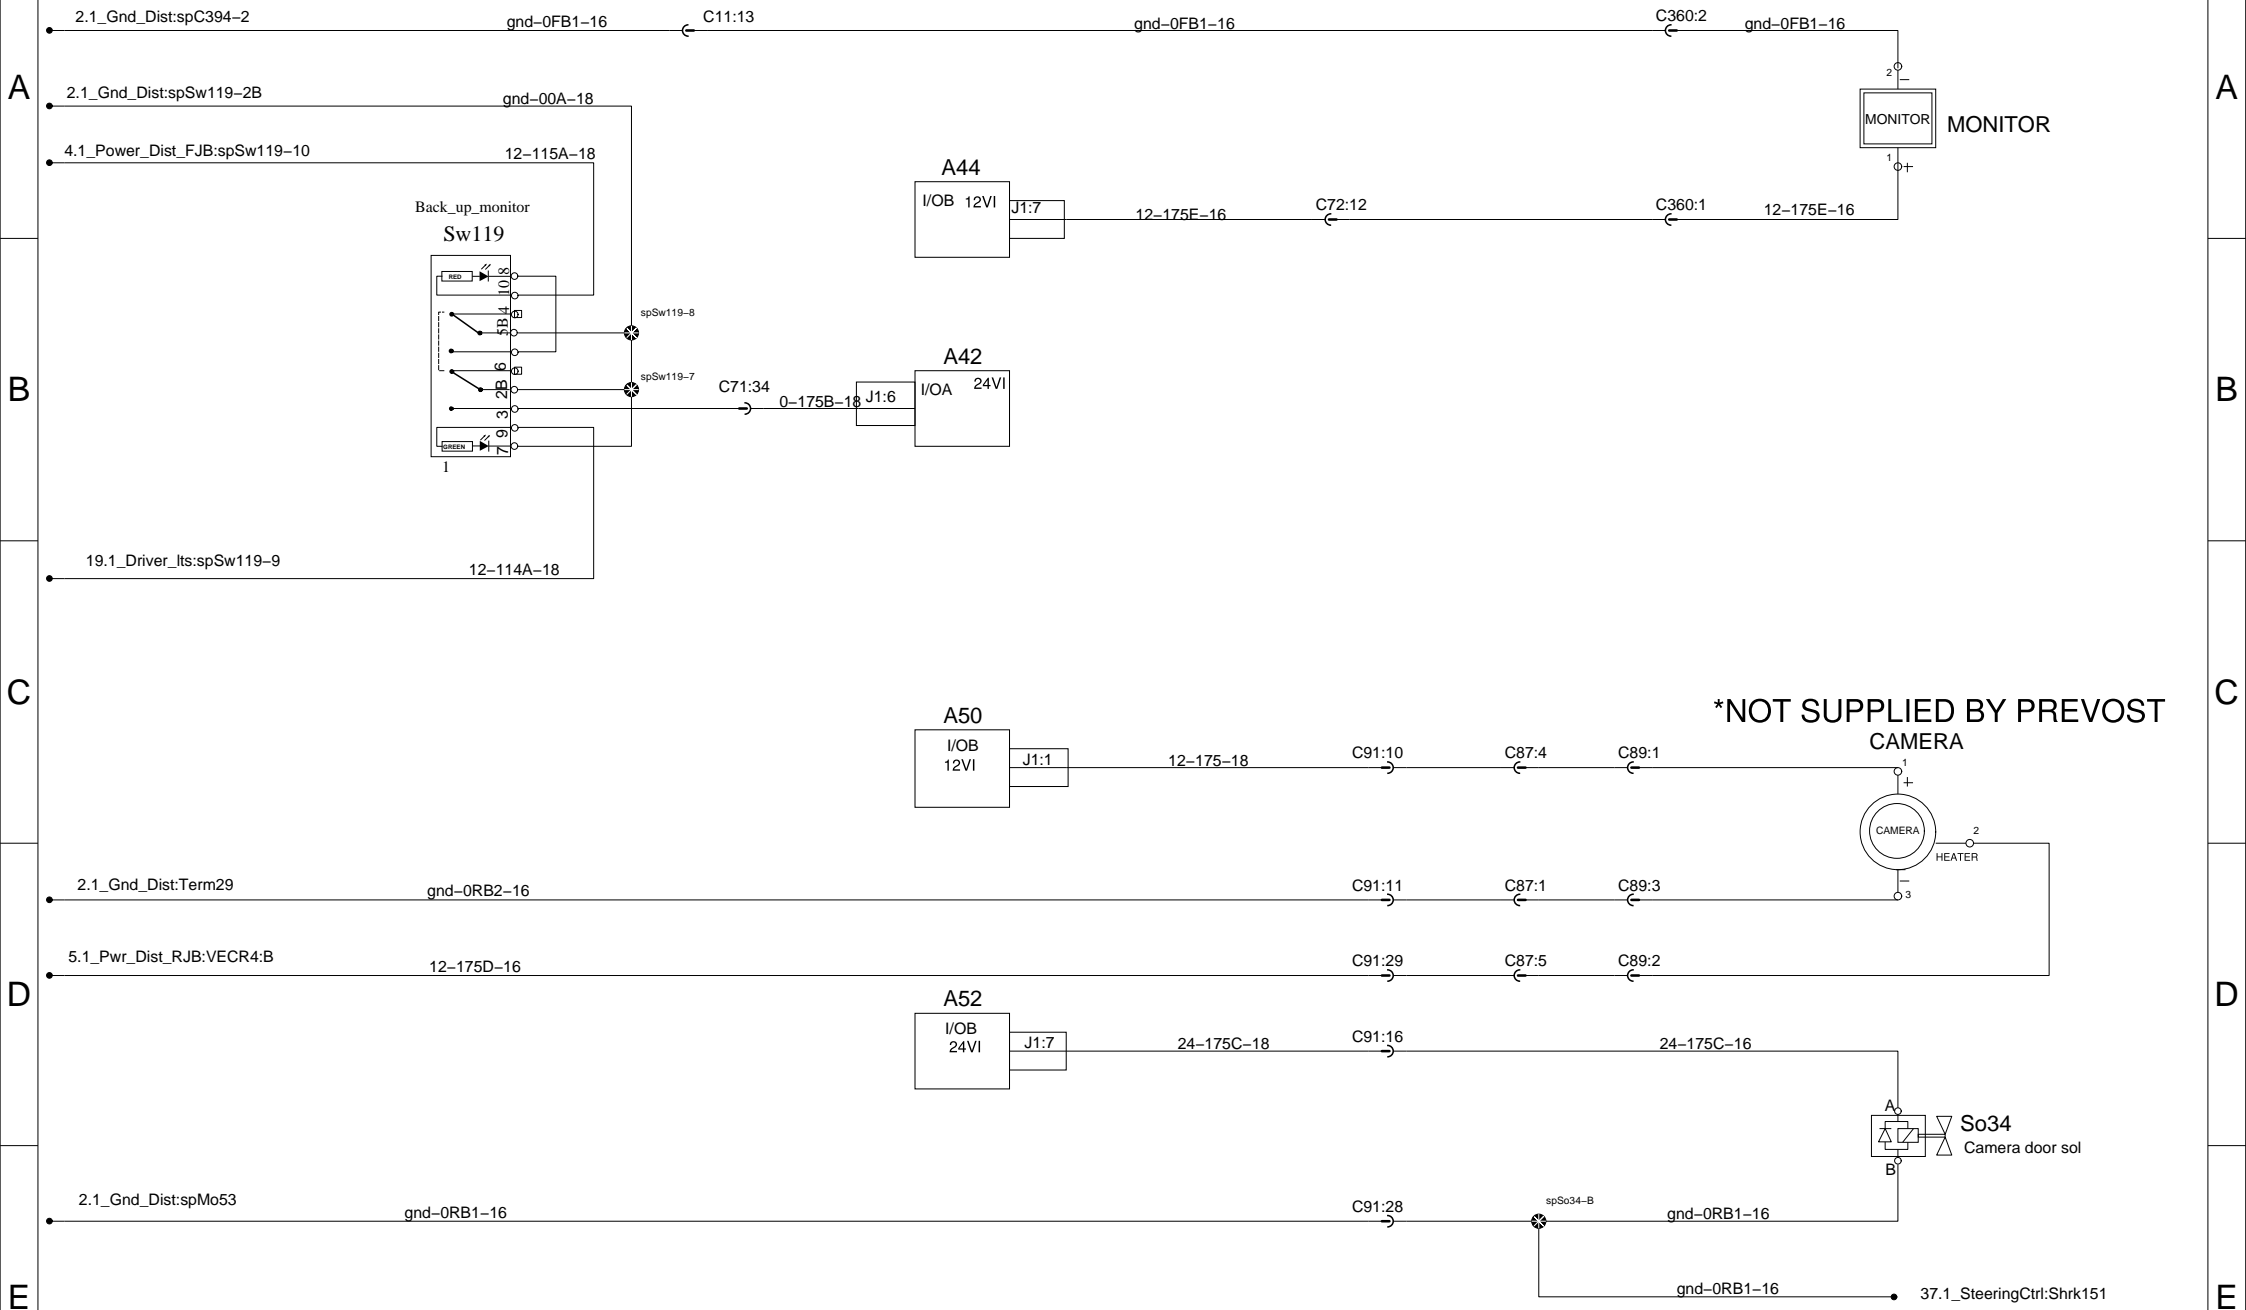 2.1_Gnd_Dist:spC394–2
gnd–0FB1–16
C11:13
gnd–0FB1–16
C360:2
gnd–0FB1–16
A
A
2
–
2.1_Gnd_Dist:spSw119–2B
gnd–00A–18
MONITOR
MONITOR
4.1_Power_Dist_FJB:spSw119–10
12–115A–18
1
+
A44
I/OB 12VI
J1:7
12–175E–16
C72:12
C360:1
12–175E–16
Back_up_monitor
Sw119
RED
8
10
4
5B
6
2B
3
9
7
GREEN
1
spSw119–8
spSw119–7
B
B
A42
I/OA
24VI
C71:34
0–175B–18
J1:6
19.1_Driver_lts:spSw119–9
12–114A–18
C
C
*NOT SUPPLIED BY PREVOST
CAMERA
A50
I/OB
12VI
J1:1
12–175–18
C91:10
C87:4
C89:1
1
+
CAMERA
2
HEATER
–
3
2.1_Gnd_Dist:Term29
gnd–0RB2–16
C91:11
C87:1
C89:3
5.1_Pwr_Dist_RJB:VECR4:B
12–175D–16
C91:29
C87:5
C89:2
D
D
A52
I/OB
24VI
J1:7
24–175C–18
C91:16
24–175C–16
A
So34
Camera door sol
B
2.1_Gnd_Dist:spMo53
gnd–0RB1–16
C91:28
spSo34–B
gnd–0RB1–16
E
E
gnd–0RB1–16
37.1_SteeringCtrl:Shrk151